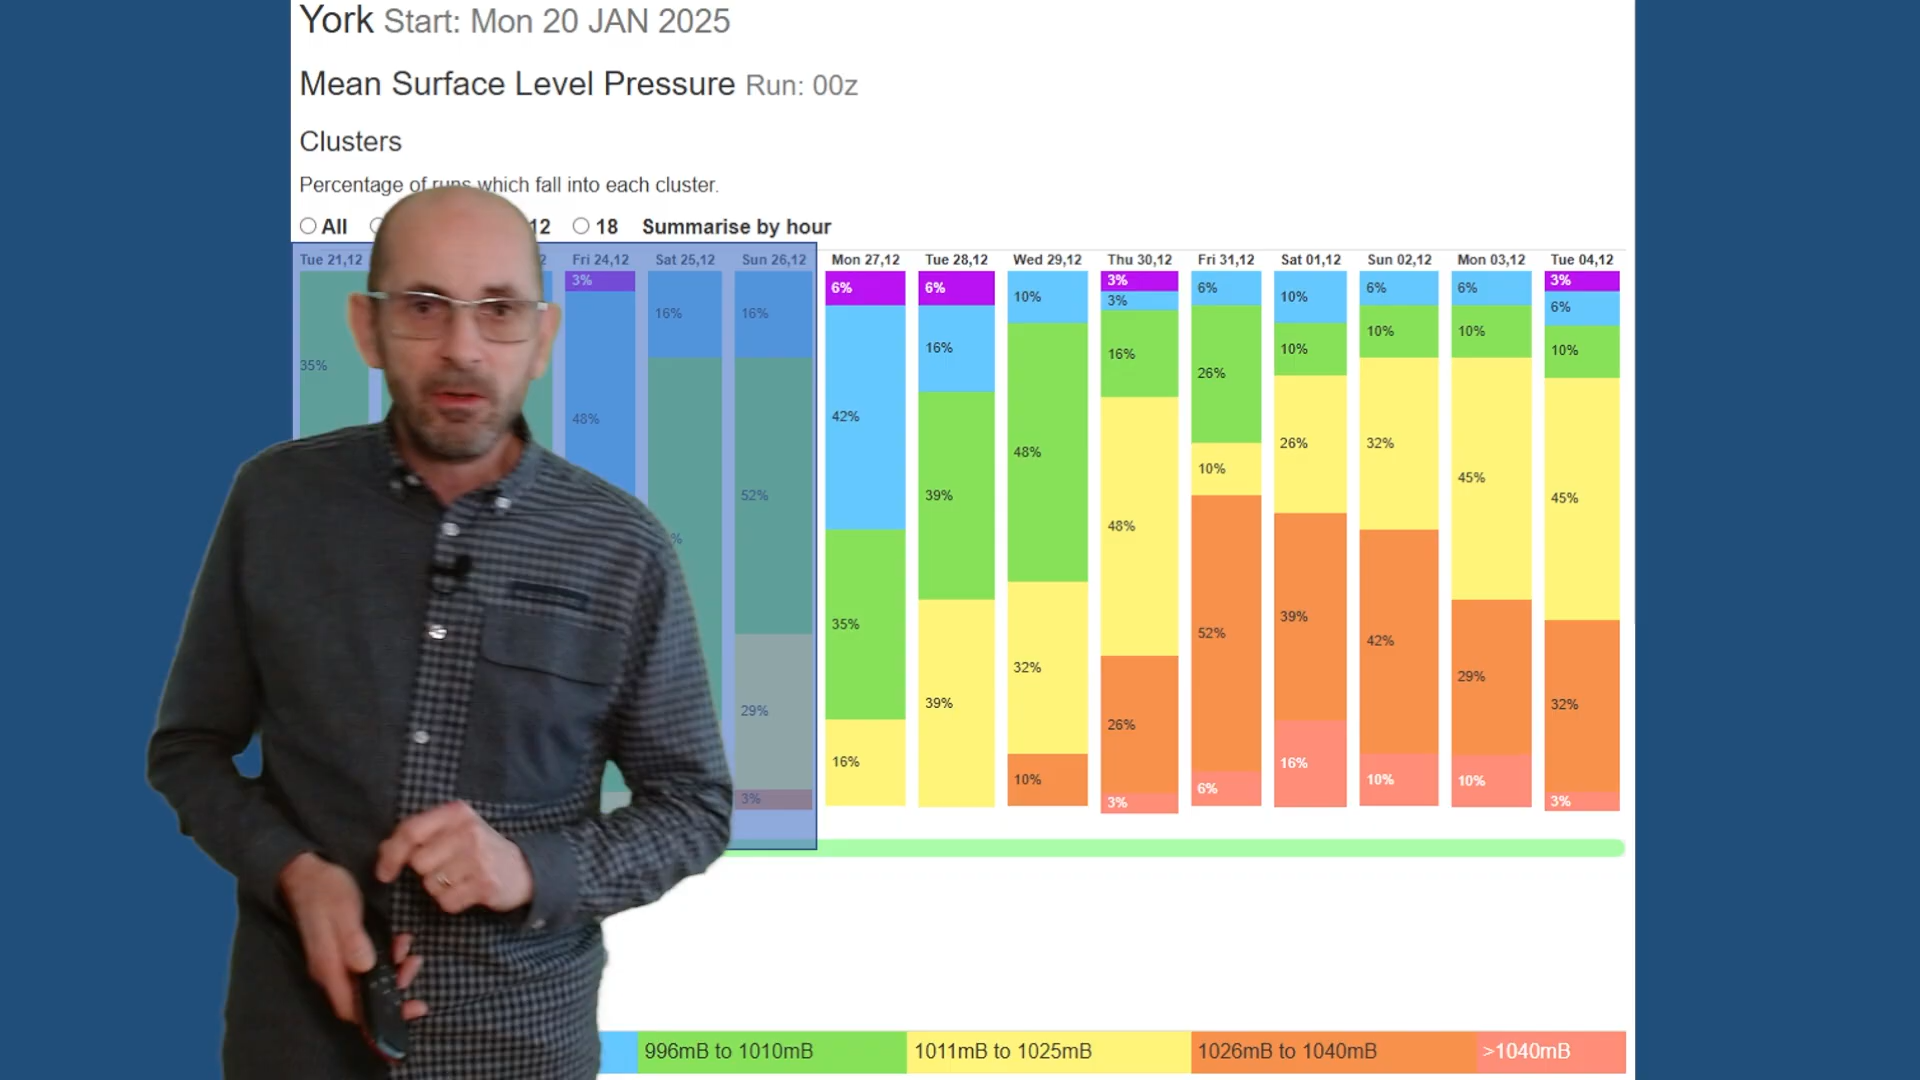 York Start: Mon 20 JAN 2025
Mean Surface Level Pressure Run: 00z
Clusters
Percentage of runs which fall into each cluster.
All 12 18 Summarise by hour
Tue 21,12 Fri 24,12 Sat 25,12 Sun 26,12 Mon 27,12 Tue 28,12 Wed 29,12 Thu 30,12 Fri 31,12 Sat 01,12 Sun 02,12 Mon 03,12 Tue 04,12
35%
3% 48%
16%
16% 52% 29% 3%
6% 42% 35% 16%
6% 16% 39% 39%
10% 48% 32% 10%
3% 3% 16% 48% 26% 3%
6% 26% 10% 52% 6%
10% 10% 26% 39% 16%
6% 10% 32% 42% 10%
6% 10% 45% 29% 10%
3% 6% 10% 45% 32% 3%
996mB to 1010mB 1011mB to 1025mB 1026mB to 1040mB >1040mB